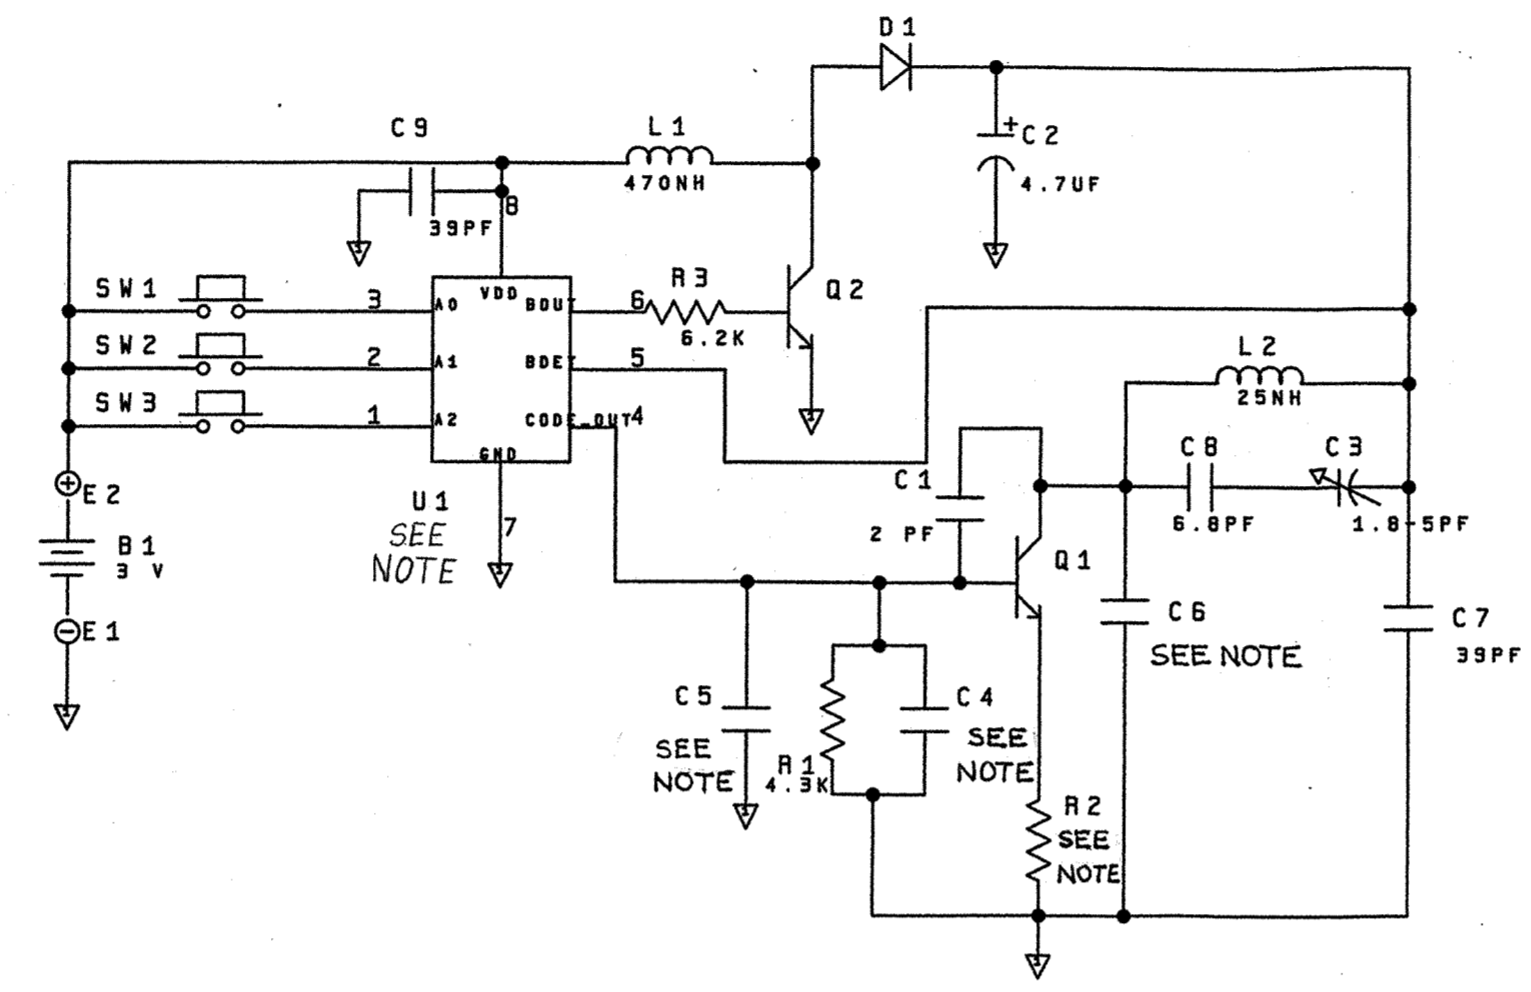 D1
C9
L1
+
C2
470NH
4.7UF
8
39PF
SW1
3
A0
VDD
BOUT
6
R3
6.2K
Q2
SW2
2
A1
BDET
5
L2
25NH
SW3
1
A2
CODE_OUT
4
GND
C1
2 PF
C8
6.8PF
C3
1.8-5PF
+
E2
U1
SEE
NOTE
7
B1
3 V
Q1
−
E1
C6
SEE NOTE
C7
39PF
C5
SEE
NOTE
R1
4.3K
C4
SEE
NOTE
R2
SEE
NOTE